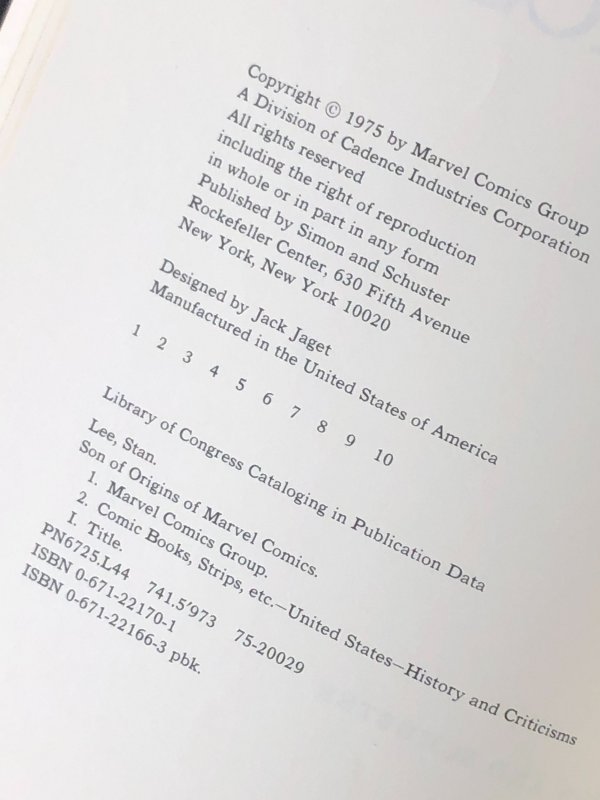 Copyright © 1975 by Marvel Comics Group
A Division of Cadence Industries Corporation
All rights reserved
including the right of reproduction
in whole or in part in any form
Published by Simon and Schuster
Rockefeller Center, 630 Fifth Avenue
New York, New York 10020
Designed by Jack Jaget
Manufactured in the United States of America
1 2 3 4 5 6 7 8 9 10
Library of Congress Cataloging in Publication Data
Lee, Stan.
Son of Origins of Marvel Comics.
1. Marvel Comics Group.
2. Comic Books, Strips, etc.—United States—History and Criticisms
I. Title.
PN6725.L44 741.5′973 75-20029
ISBN 0-671-22170-1
ISBN 0-671-22166-3 pbk.